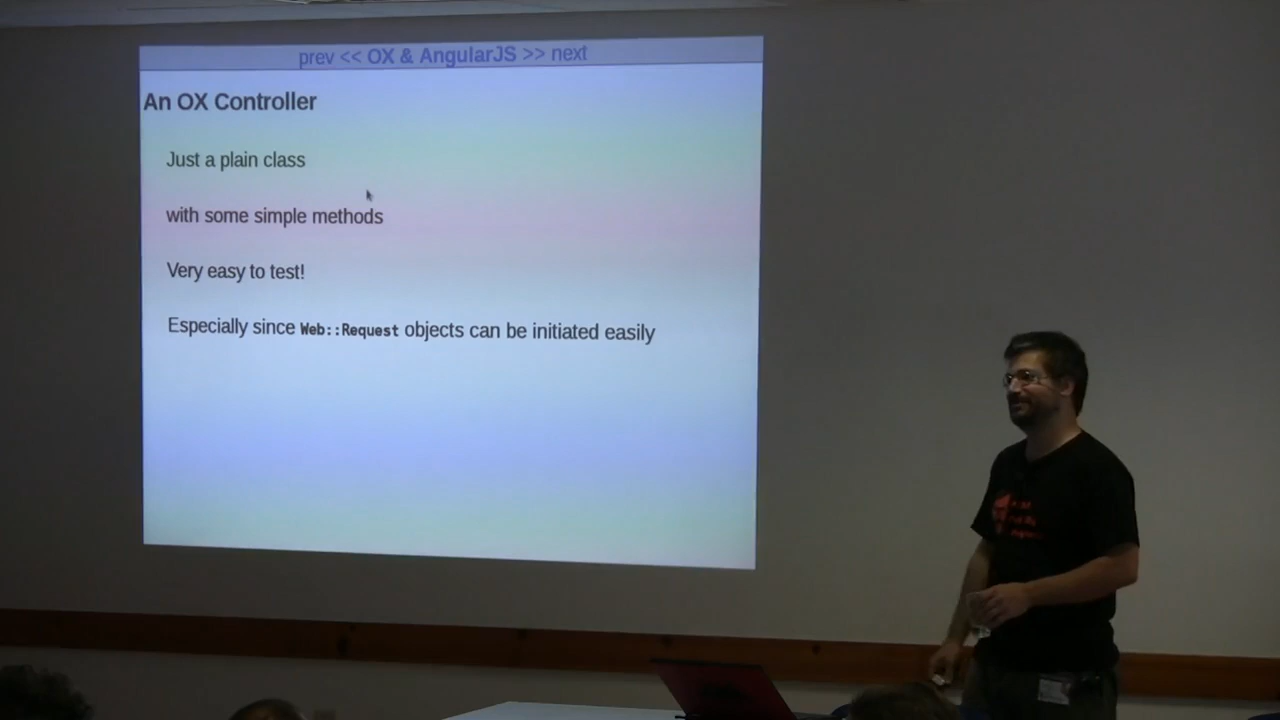 prev << OX & AngularJS >> next
An OX Controller
Just a plain class
with some simple methods
Very easy to test!
Especially since Web::Request objects can be initiated easily